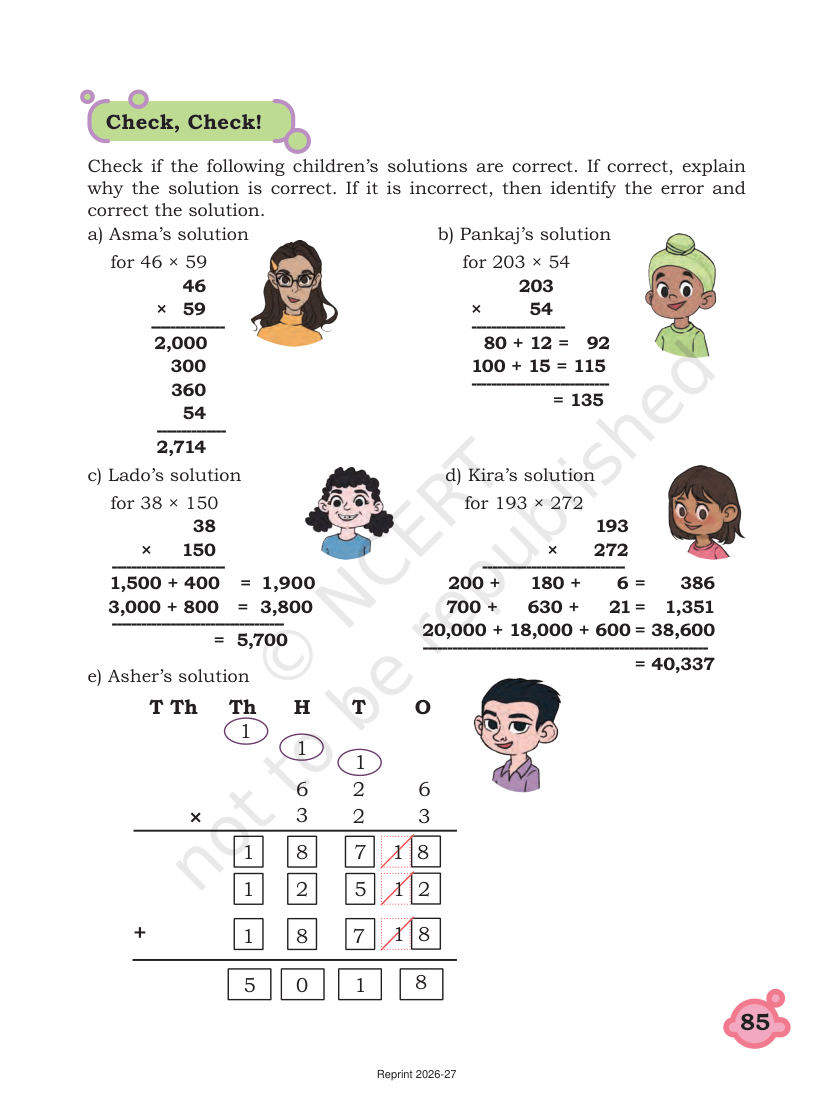 Check, Check!
Check if the following children's solutions are correct. If correct, explain
why the solution is correct. If it is incorrect, then identify the error and
correct the solution.
a) Asma's solution
for 46 × 59
46
× 59
2,000
300
360
54
2,714
b) Pankaj's solution
for 203 × 54
203
× 54
80 + 12 = 92
100 + 15 = 115
= 135
c) Lado's solution
for 38 × 150
38
× 150
1,500 + 400 = 1,900
3,000 + 800 = 3,800
= 5,700
d) Kira's solution
for 193 × 272
193
× 272
200 + 180 + 6 = 386
700 + 630 + 21 = 1,351
20,000 + 18,000 + 600 = 38,600
= 40,337
e) Asher's solution
T Th Th H T O
1
1
1
6 2 6
× 3 2 3
1 8 7 1 8
1 2 5 1 2
+ 1 8 7 1 8
5 0 1 8
© NCERT
not to be republished
85
Reprint 2026-27